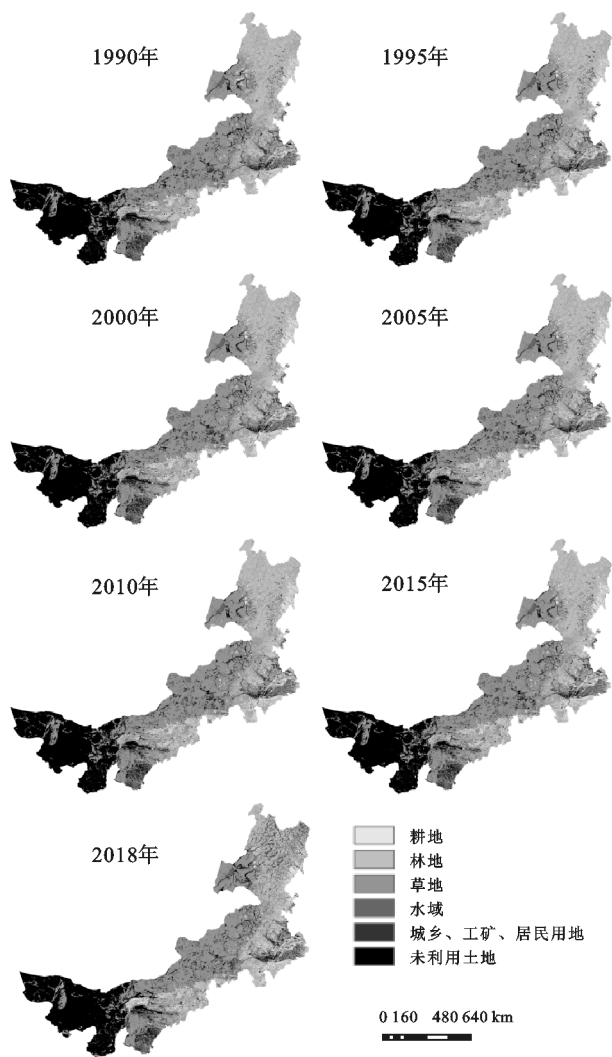 1990年
1995年
2000年
2005年
2010年
2015年
2018年
耕地
林地
草地
水域
城乡、工矿、居民用地
未利用土地
0 160 480 640 km